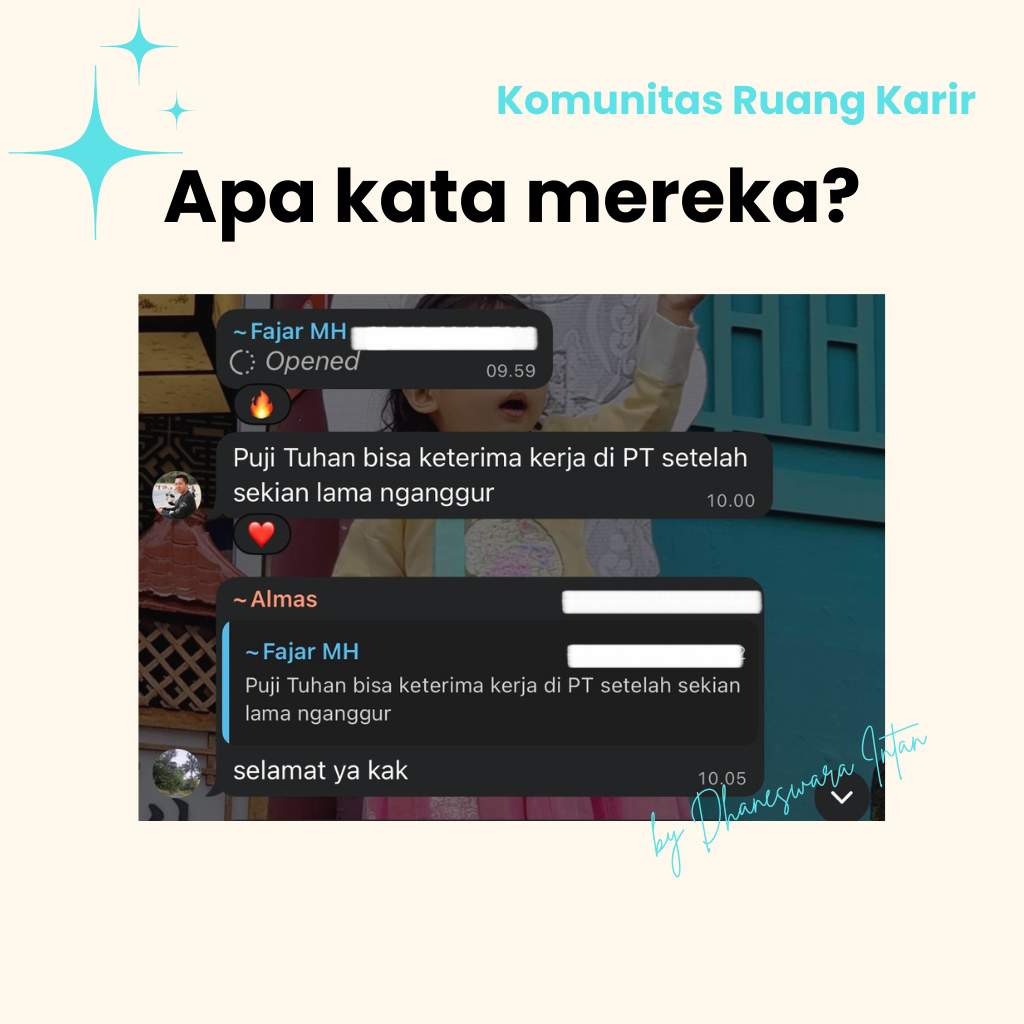 Komunitas Ruang Karir
Apa kata mereka?
~Fajar MH
Opened
09.59
🔥
Puji Tuhan bisa keterima kerja di PT setelah
sekian lama nganggur
10.00
❤️
~Almas
~Fajar MH
Puji Tuhan bisa keterima kerja di PT setelah sekian
lama nganggur
selamat ya kak
10.05
by Dhaneswara Intan